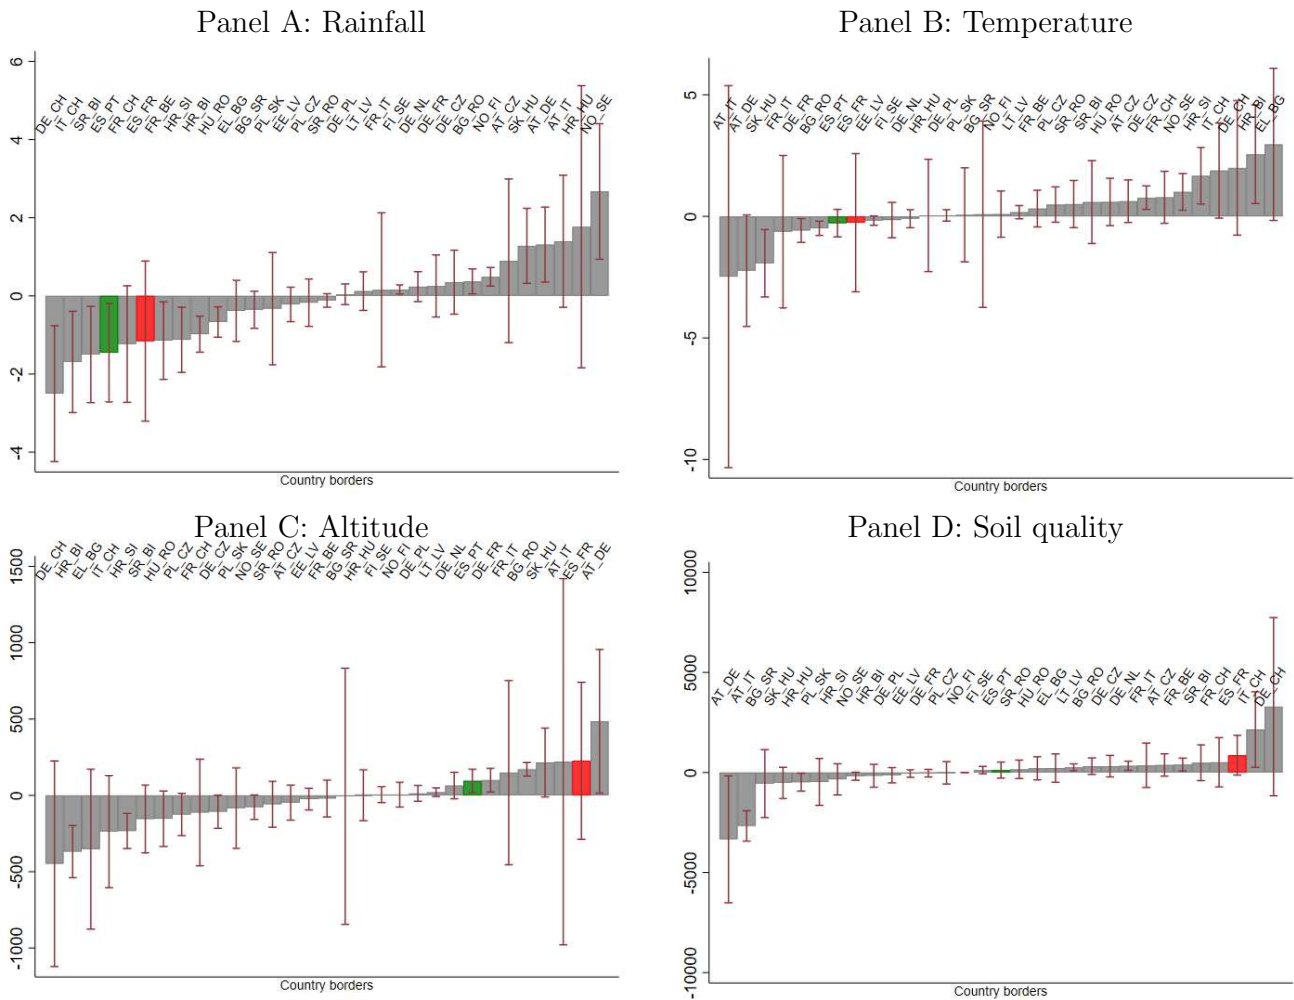 Panel A: Rainfall
6
4
2
0
-2
-4
DE_CH
IT_CH
SR_BI
ES_PT
FR_CH
ES_FR
FR_BE
HR_SI
HR_BI
HU_RO
EL_BG
BG_SR
PL_SK
EE_LV
PL_CZ
SR_RO
DE_PL
LT_LV
FR_IT
FI_SE
DE_NL
DE_FR
DE_CZ
BG_RO
NO_FI
AT_CZ
SK_HU
AT_DE
AT_IT
HR_HU
NO_SE
Country borders
Panel B: Temperature
5
0
-5
-10
AT_IT
AT_DE
SK_HU
FR_IT
DE_FR
BG_RO
ES_PT
ES_FR
EE_LV
FI_SE
DE_NL
HR_HU
DE_PL
PL_SK
BG_SR
NO_FI
LT_LV
FR_BE
PL_CZ
SR_RO
SR_BI
HU_RO
AT_CZ
DE_CZ
FR_CH
NO_SE
HR_SI
IT_CH
DE_CH
HR_BI
EL_BG
Country borders
Panel C: Altitude
1500
1000
500
0
-500
-1000
DE_CH
HR_BI
EL_BG
IT_CH
HR_SI
SR_BI
HU_RO
PL_CZ
FR_CH
DE_CZ
PL_SK
NO_SE
SR_RO
AT_CZ
EE_LV
FR_BE
BG_SR
HR_HU
FI_SE
NO_FI
DE_PL
LT_LV
DE_NL
ES_PT
DE_FR
FR_IT
BG_RO
SK_HU
AT_IT
ES_FR
AT_DE
Country borders
Panel D: Soil quality
10000
5000
0
-5000
-10000
AT_DE
AT_IT
BG_SR
SK_HU
HR_HU
PL_SK
HR_SI
NO_SE
HR_BI
DE_PL
EE_LV
DE_FR
PL_CZ
NO_FI
FI_SE
ES_PT
SR_RO
HU_RO
EL_BG
LT_LV
BG_RO
DE_CZ
DE_NL
FR_IT
AT_CZ
FR_BE
SR_BI
FR_CH
ES_FR
IT_CH
DE_CH
Country borders